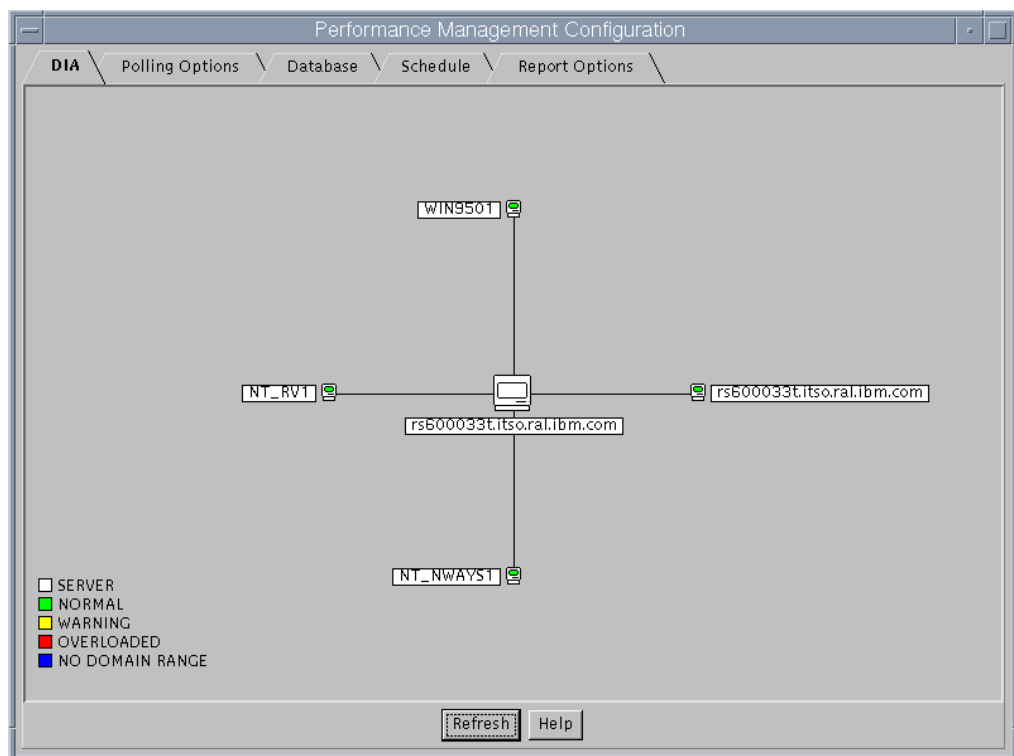 Performance Management Configuration
DIA Polling Options Database Schedule Report Options
WIN9501
NT_RV1
rs600033t.itso.ral.ibm.com
rs600033t.itso.ral.ibm.com
NT_NWAYS1
SERVER
NORMAL
WARNING
OVERLOADED
NO DOMAIN RANGE
Refresh Help